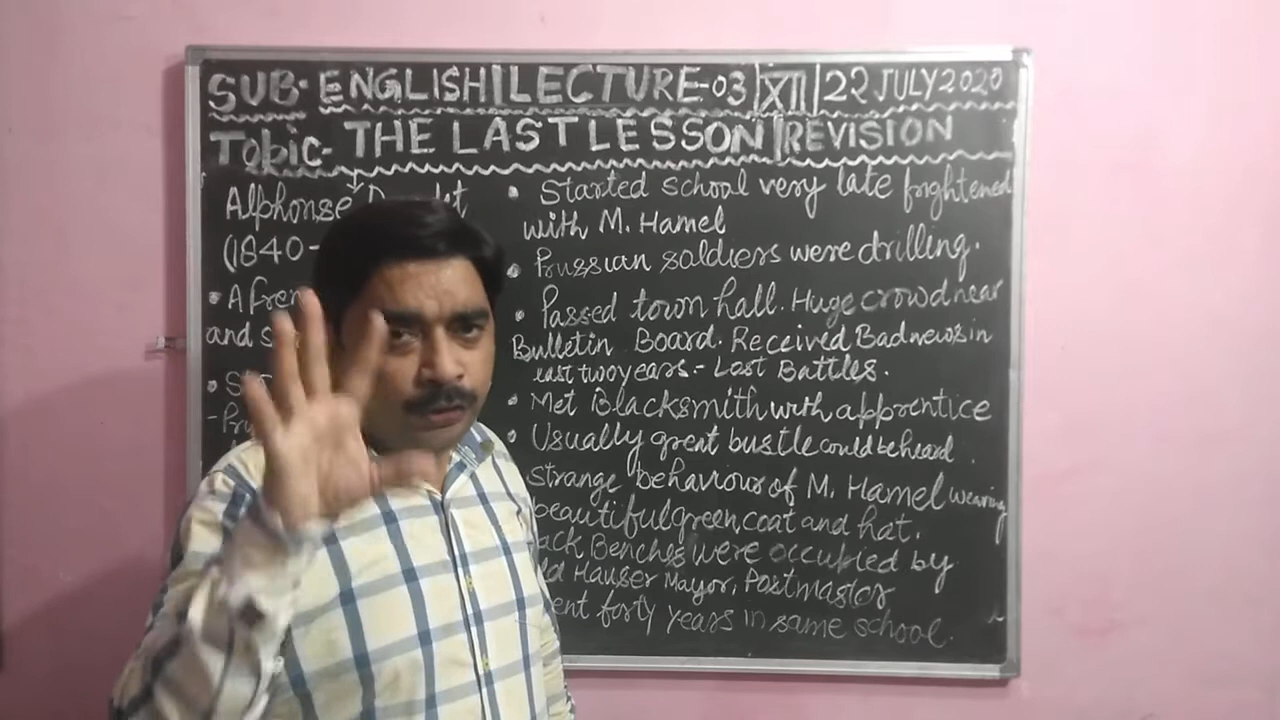 SUB- ENGLISH|LECTURE-03|XII|22 JULY 2020
Topic- THE LAST LESSON|REVISION
Alphonse
(1840-
• A
and
• Started school very late frightened
with M. Hamel
• Prussian soldiers were drilling.
• Passed town hall. Huge crowd near
Bulletin Board. Received Bad news in
last two years - Lost Battles.
• Met Blacksmith with apprentice
• Usually great bustle could be heard.
strange behaviour of M. Hamel wearing
beautiful green, coat and hat.
Benches were occupied by
Hauser Mayor, Postmaster
forty years in same school.